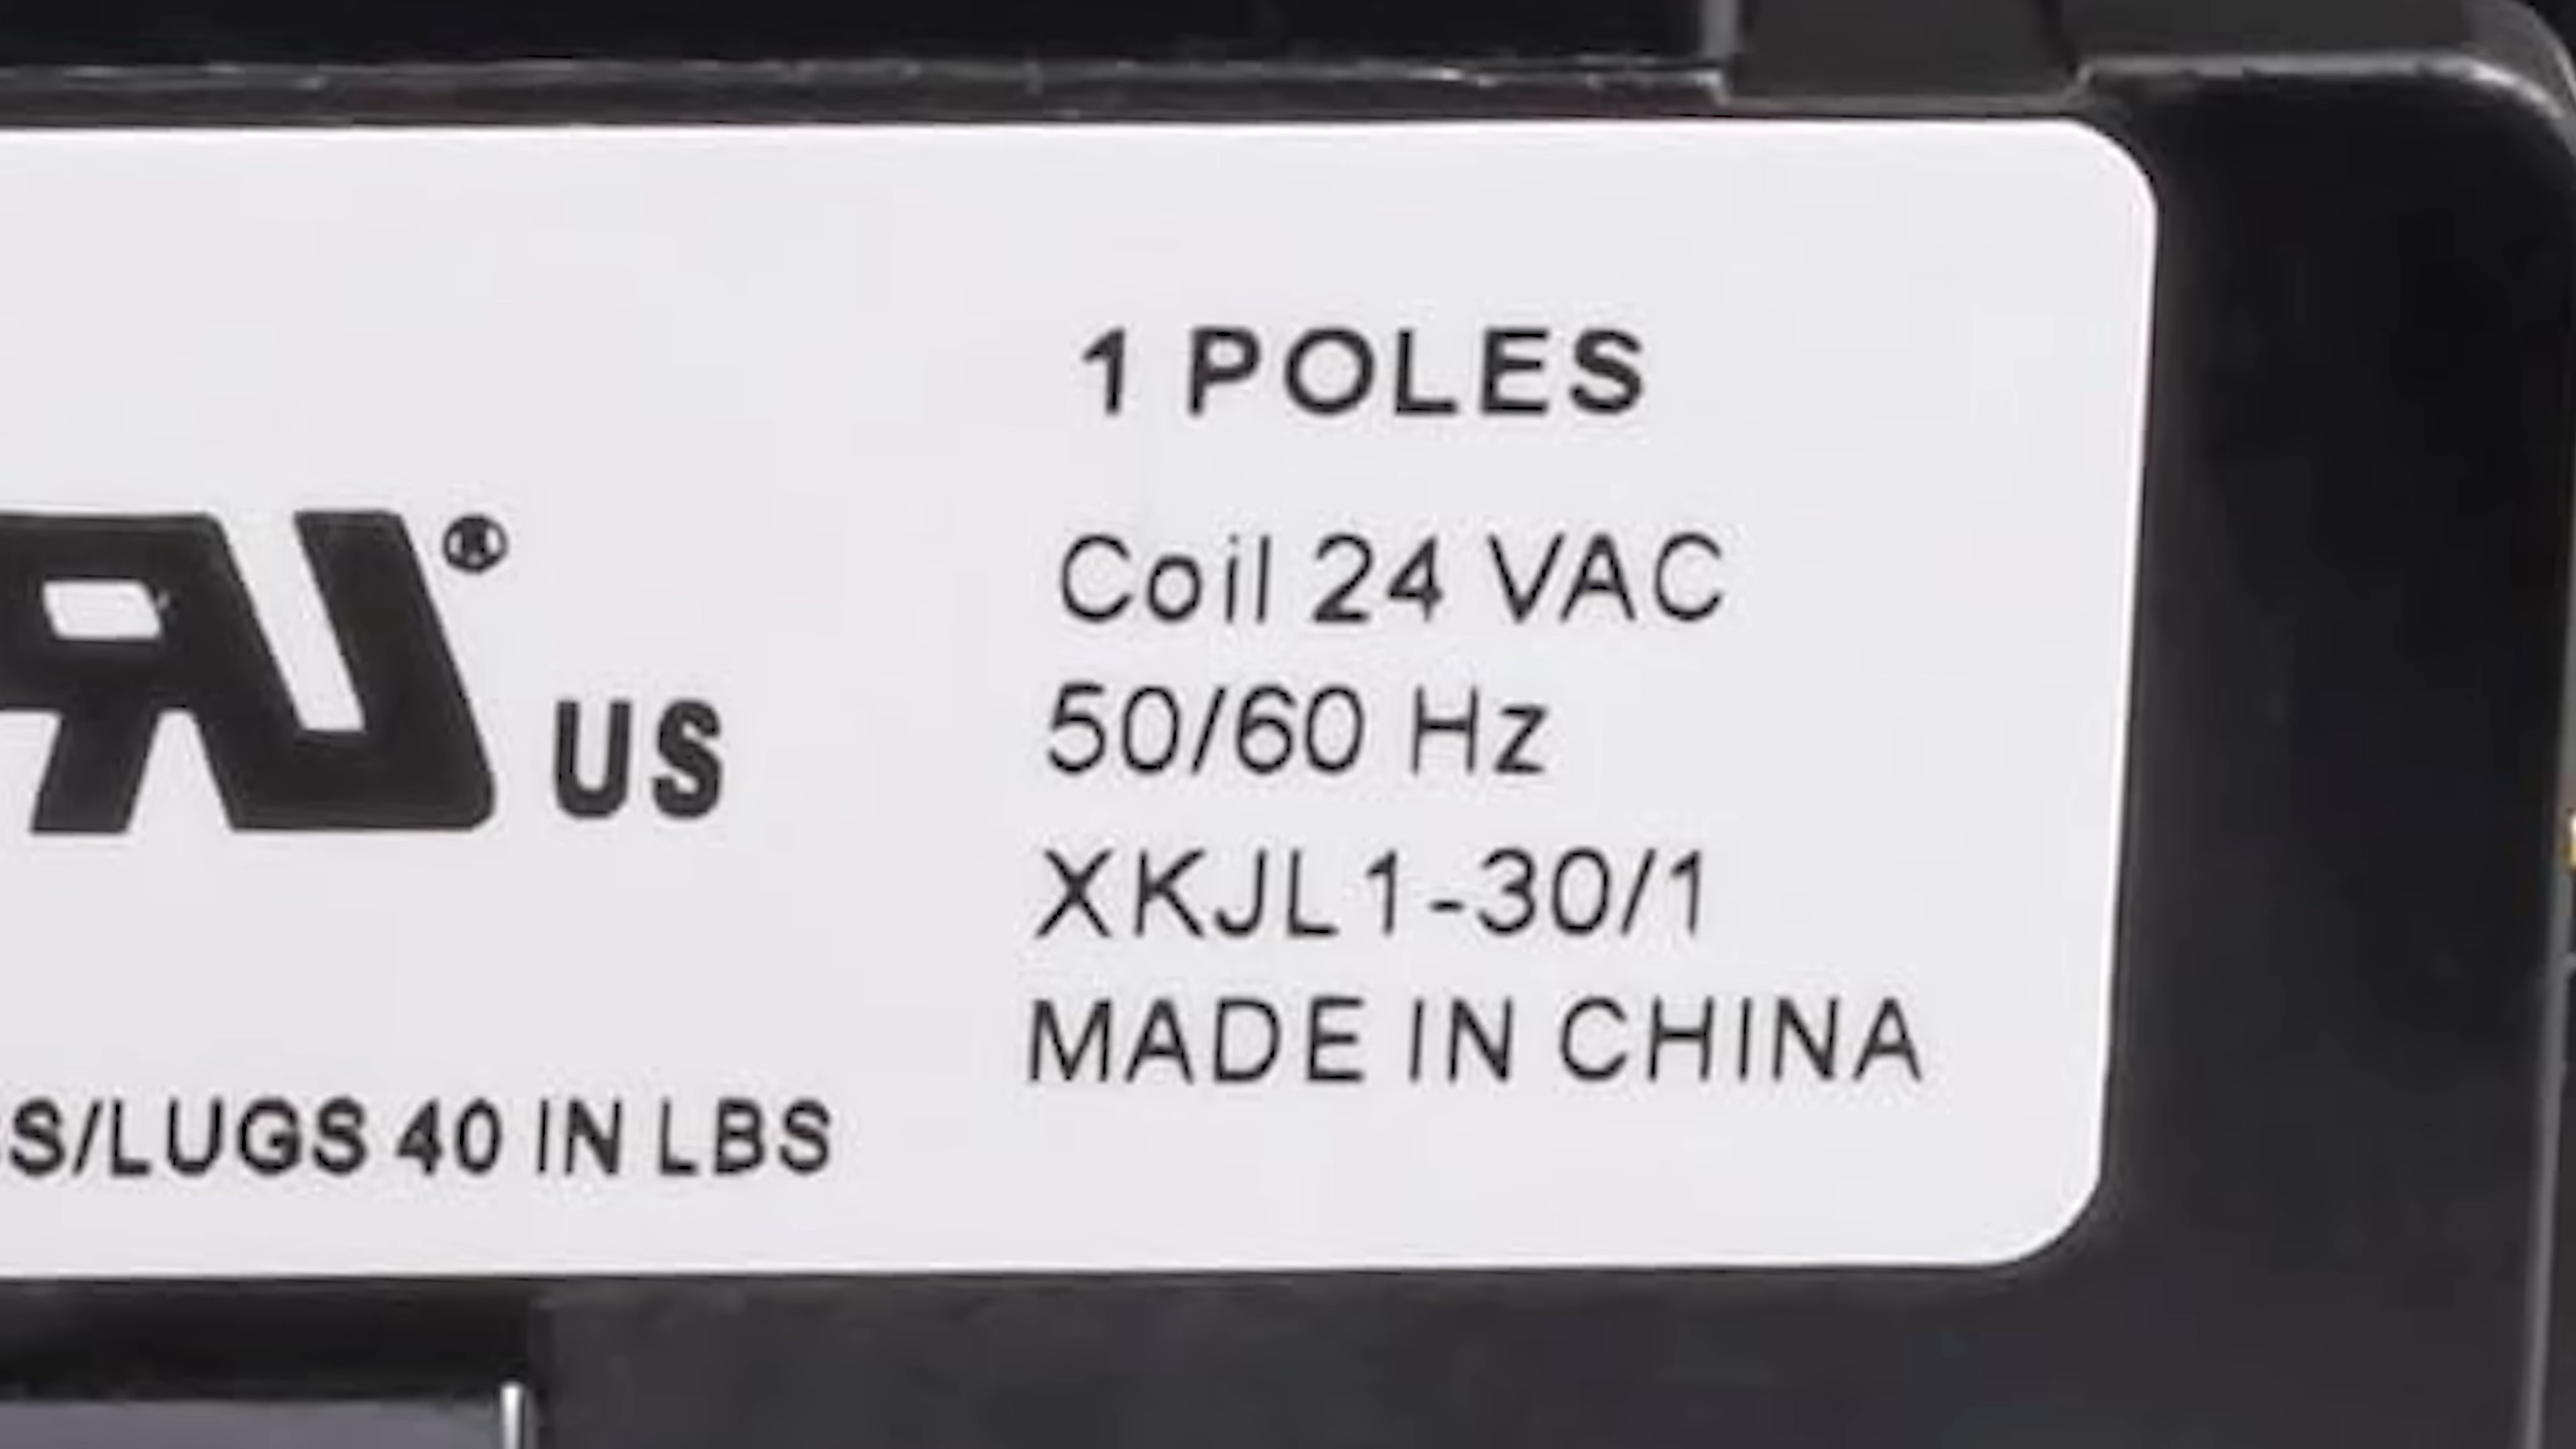 1 POLES
Coil 24 VAC
50/60 Hz
XKJL1-30/1
MADE IN CHINA
®
US
/LUGS 40 IN LBS